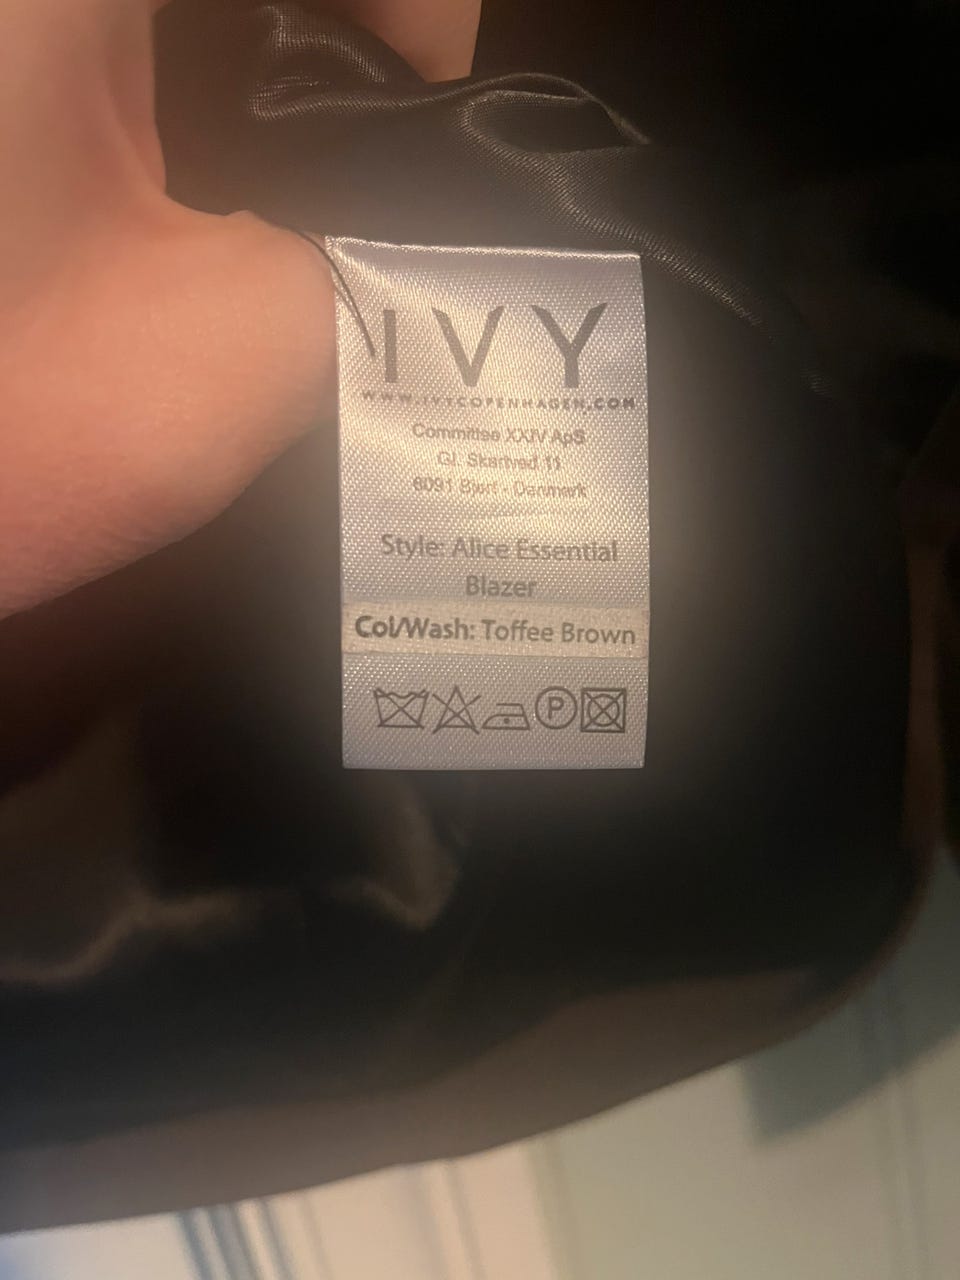 IVY
WWW.IVYCOPENHAGEN.COM
Committee XXIV ApS
Gl. Skartved 11
6091 Bjert - Denmark
Style: Alice Essential
Blazer
Col/Wash: Toffee Brown
P